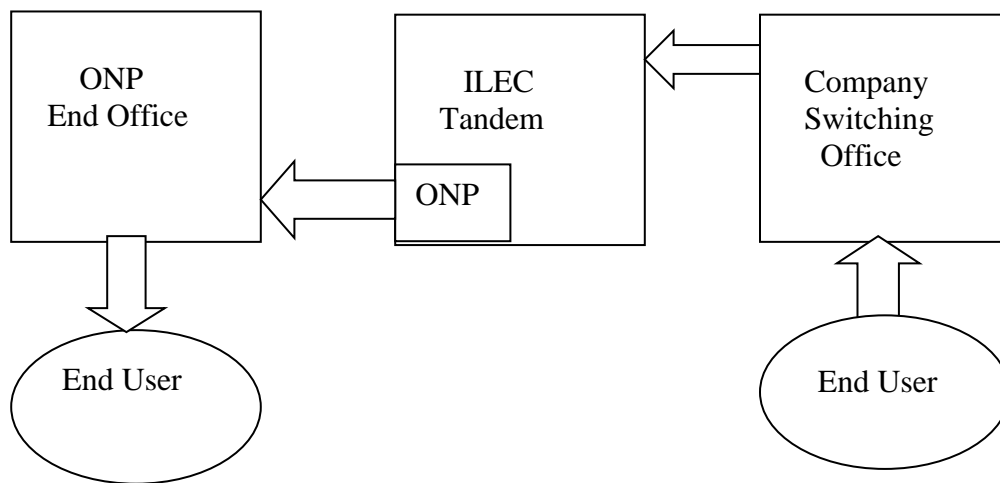 ONP
End Office
ILEC
Tandem
ONP
Company
Switching
Office
End User
End User